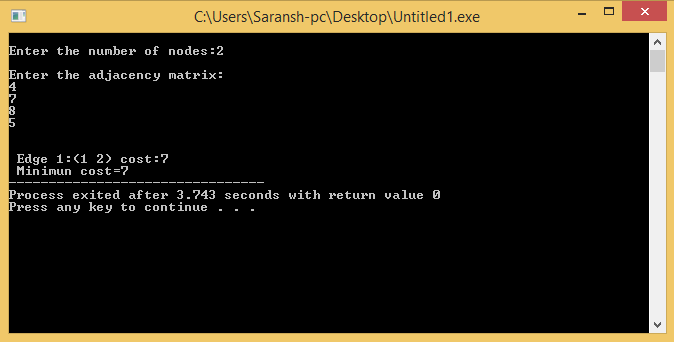 C:\Users\Saransh-pc\Desktop\Untitled1.exe
Enter the number of nodes:2
Enter the adjacency matrix:
4
7
8
5
Edge 1:(1 2) cost:7
Minimun cost=7
--------------------------------
Process exited after 3.743 seconds with return value 0
Press any key to continue . . .